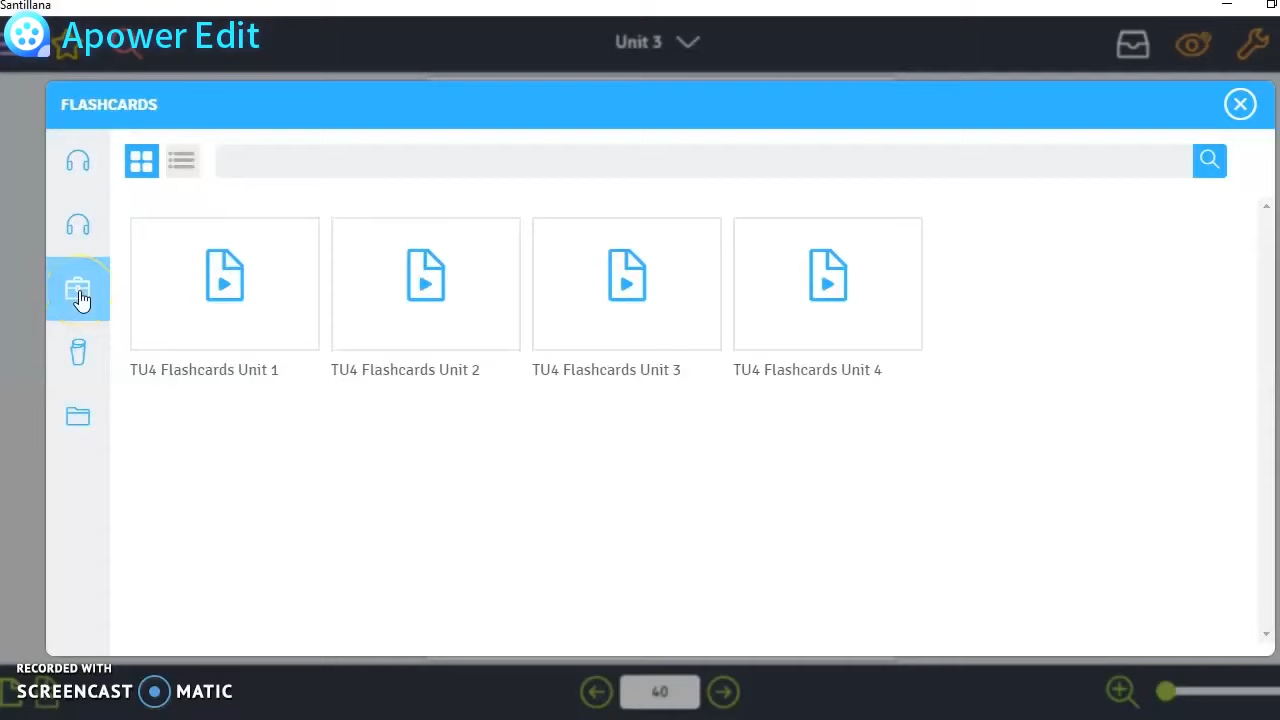 Santillana
Apower Edit
Unit 3
FLASHCARDS
TU4 Flashcards Unit 1
TU4 Flashcards Unit 2
TU4 Flashcards Unit 3
TU4 Flashcards Unit 4
RECORDED WITH
SCREENCAST MATIC
40